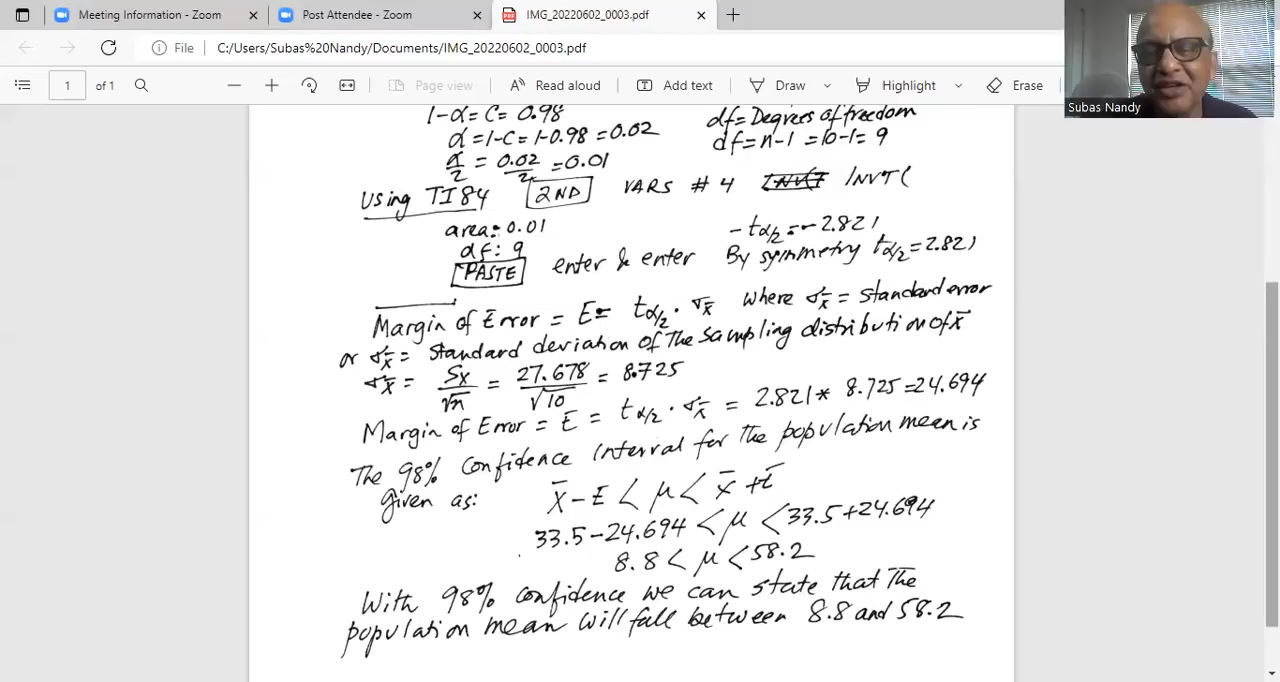 Meeting Information - Zoom
Post Attendee - Zoom
IMG_20220602_0003.pdf
File
C:/Users/Subas%20Nandy/Documents/IMG_20220602_0003.pdf
1 of 1
Page view
Read aloud
Add text
Draw
Highlight
Erase
Subas Nandy
1-α = C = 0.98
df = Degrees of freedom
α = 1-C = 1-0.98 = 0.02
df = n-1 = 10-1 = 9
α/2 = 0.02/2 = 0.01
Using TI84 2ND VARS # 4 INVT(
area: 0.01
-tα/2 = -2.821
df: 9
By symmetry tα/2 = 2.821
PASTE enter & enter
Margin of Error = E = tα/2 · σx̄ where σx̄ = standard error
or σx̄ = standard deviation of the sampling distribution of x̄
σx̄ = Sx/√n = 27.678/√10 = 8.725
Margin of Error = E = tα/2 · σx̄ = 2.821 * 8.725 = 24.694
The 98% confidence interval for the population mean is
given as:
x̄ - E < μ < x̄ + E
33.5 - 24.694 < μ < 33.5 + 24.694
8.8 < μ < 58.2
With 98% confidence we can state that the
population mean will fall between 8.8 and 58.2